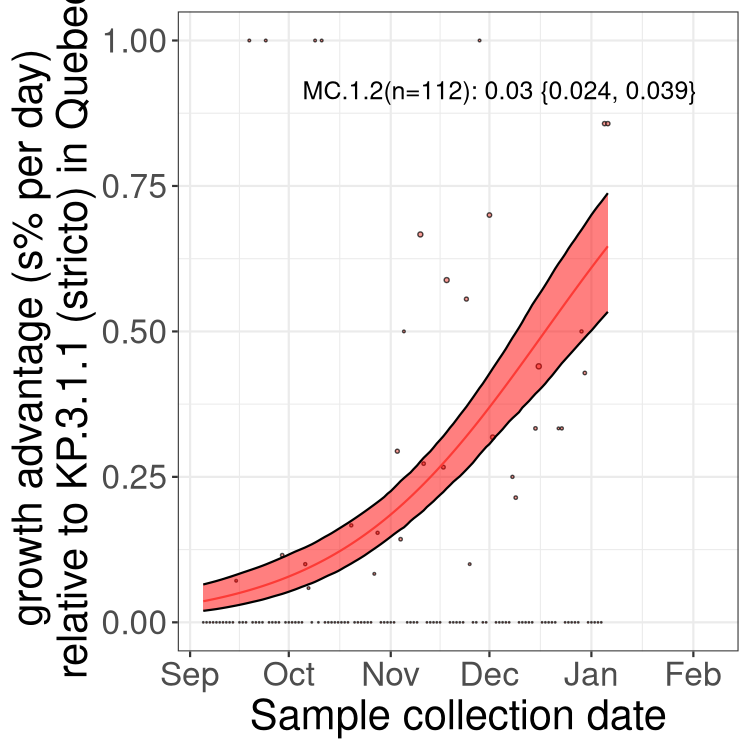 growth advantage (s% per day)
relative to KP.3.1.1 (stricto) in Quebec
1.00
0.75
0.50
0.25
0.00
MC.1.2(n=112): 0.03 {0.024, 0.039}
Sep Oct Nov Dec Jan Feb
Sample collection date